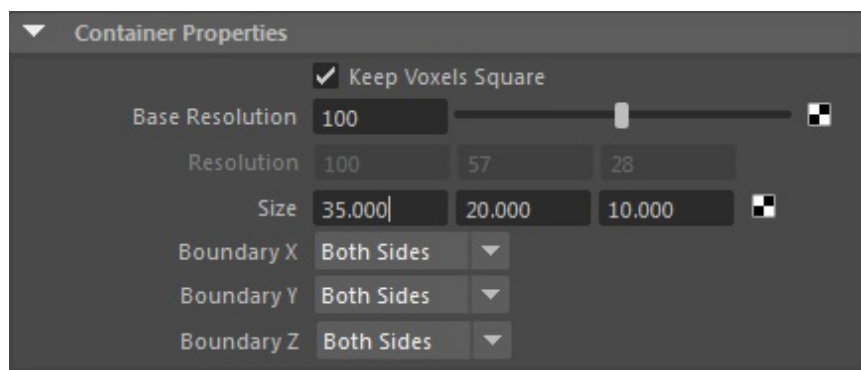 Container Properties
Keep Voxels Square
Base Resolution 100
Resolution 100 57 28
Size 35.000 20.000 10.000
Boundary X Both Sides
Boundary Y Both Sides
Boundary Z Both Sides